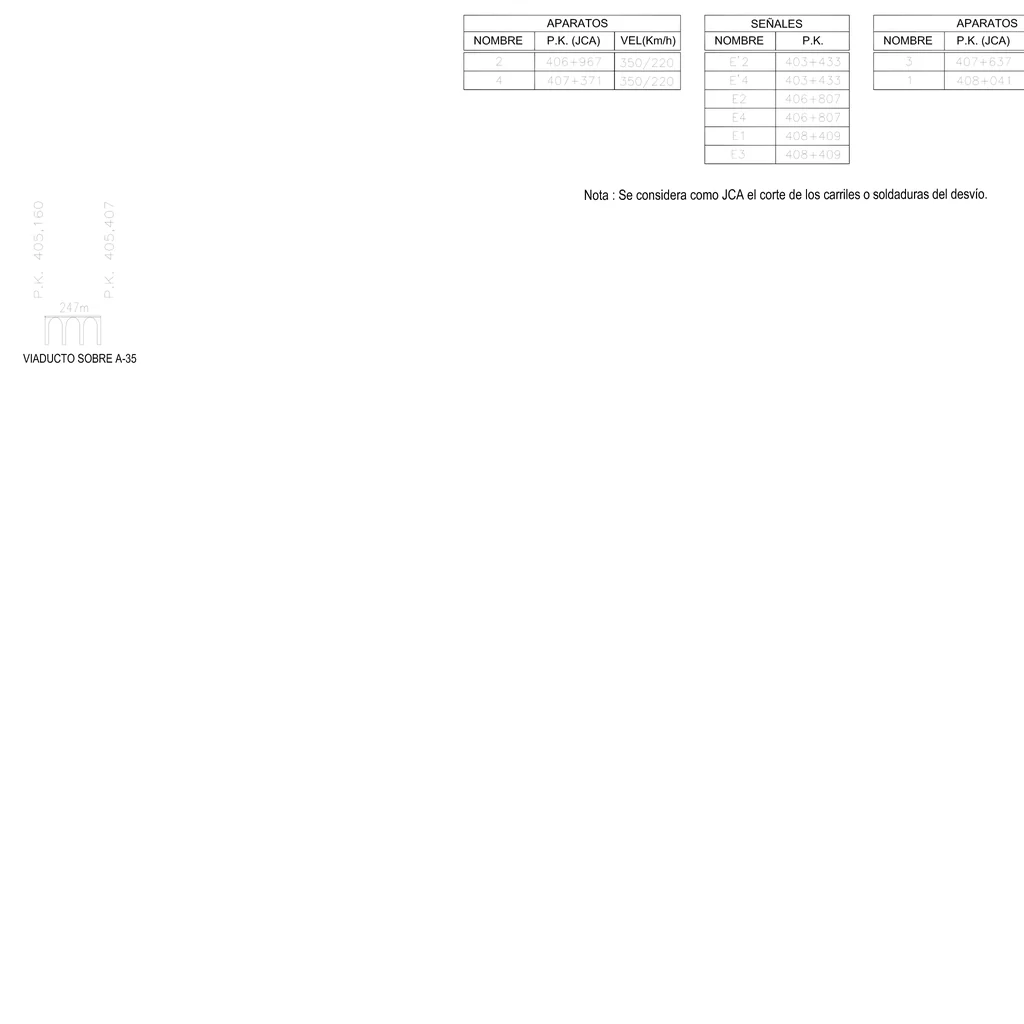 APARATOS
NOMBRE P.K. (JCA) VEL(Km/h)
2 406+967 350/220
4 407+371 350/220
SEÑALES
NOMBRE P.K.
E'2 403+433
E'4 403+433
E2 406+807
E4 406+807
E1 408+409
E3 408+409
APARATOS
NOMBRE P.K. (JCA)
3 407+637
1 408+041
Nota : Se considera como JCA el corte de los carriles o soldaduras del desvío.
P.K. 405,160
P.K. 405,407
247m
VIADUCTO SOBRE A-35